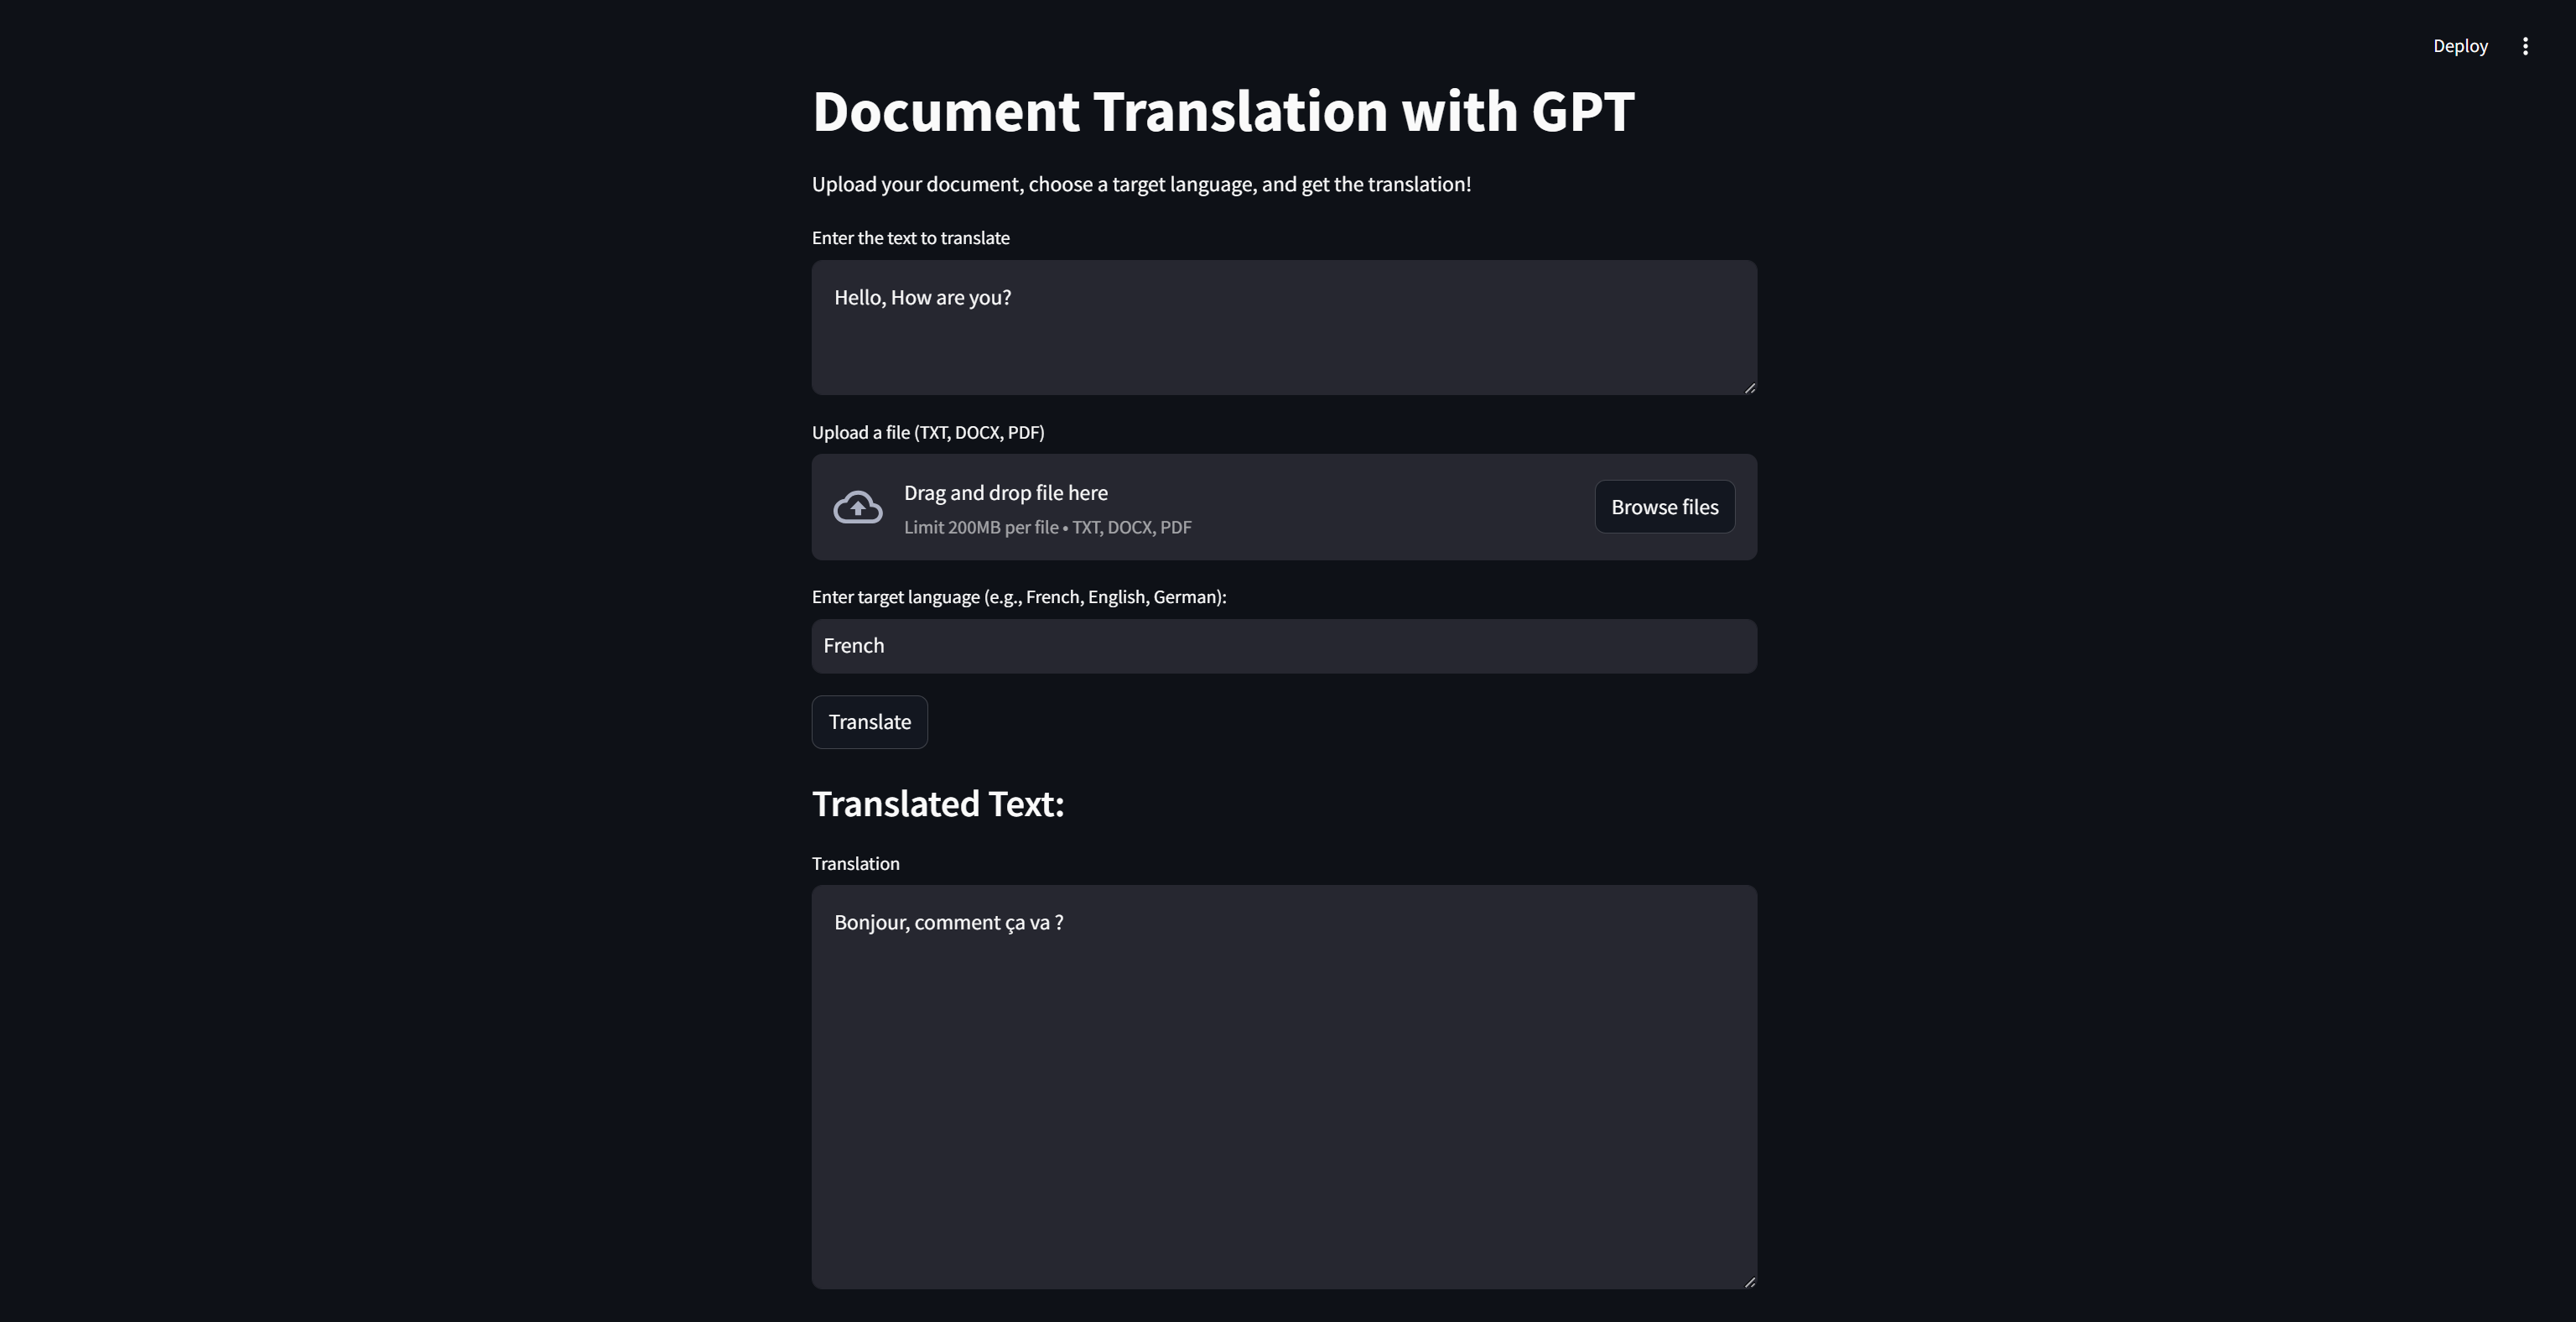 Deploy
Document Translation with GPT
Upload your document, choose a target language, and get the translation!
Enter the text to translate
Hello, How are you?
Upload a file (TXT, DOCX, PDF)
Drag and drop file here
Limit 200MB per file • TXT, DOCX, PDF
Browse files
Enter target language (e.g., French, English, German):
French
Translate
Translated Text:
Translation
Bonjour, comment ça va ?